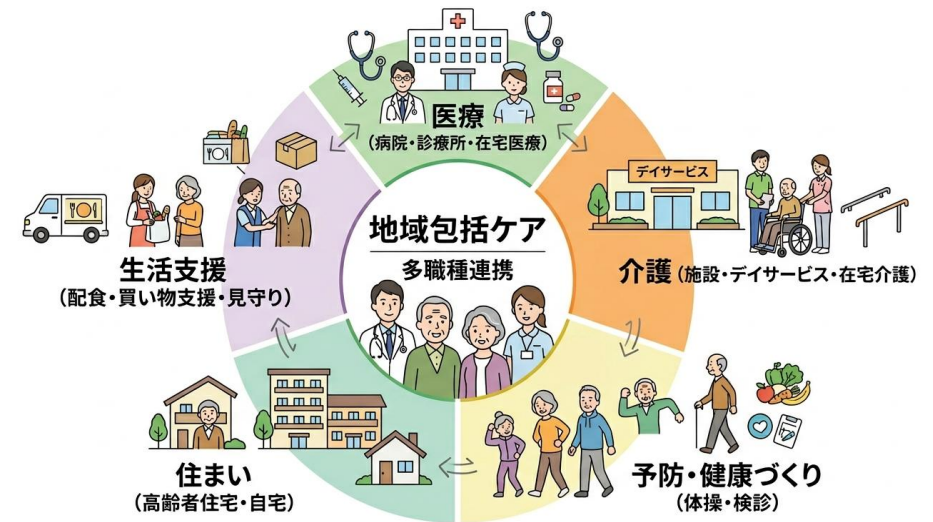 医療
(病院・診療所・在宅医療)
デイサービス
地域包括ケア
多職種連携
介護(施設・デイサービス・在宅介護)
生活支援
(配食・買い物支援・見守り)
予防・健康づくり
(体操・検診)
住まい
(高齢者住宅・自宅)